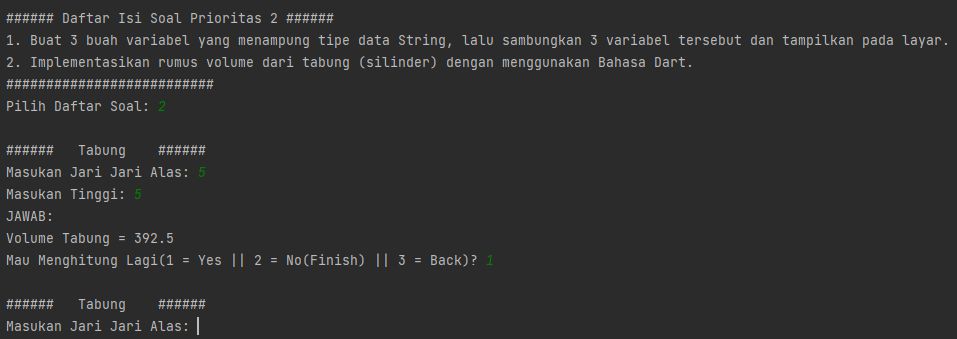 ###### Daftar Isi Soal Prioritas 2 ######
1. Buat 3 buah variabel yang menampung tipe data String, lalu sambungkan 3 variabel tersebut dan tampilkan pada layar.
2. Implementasikan rumus volume dari tabung (silinder) dengan menggunakan Bahasa Dart.
##########################
Pilih Daftar Soal: 2

######   Tabung    ######
Masukan Jari Jari Alas: 5
Masukan Tinggi: 5
JAWAB:
Volume Tabung = 392.5
Mau Menghitung Lagi(1 = Yes || 2 = No(Finish) || 3 = Back)? 1

######   Tabung    ######
Masukan Jari Jari Alas: